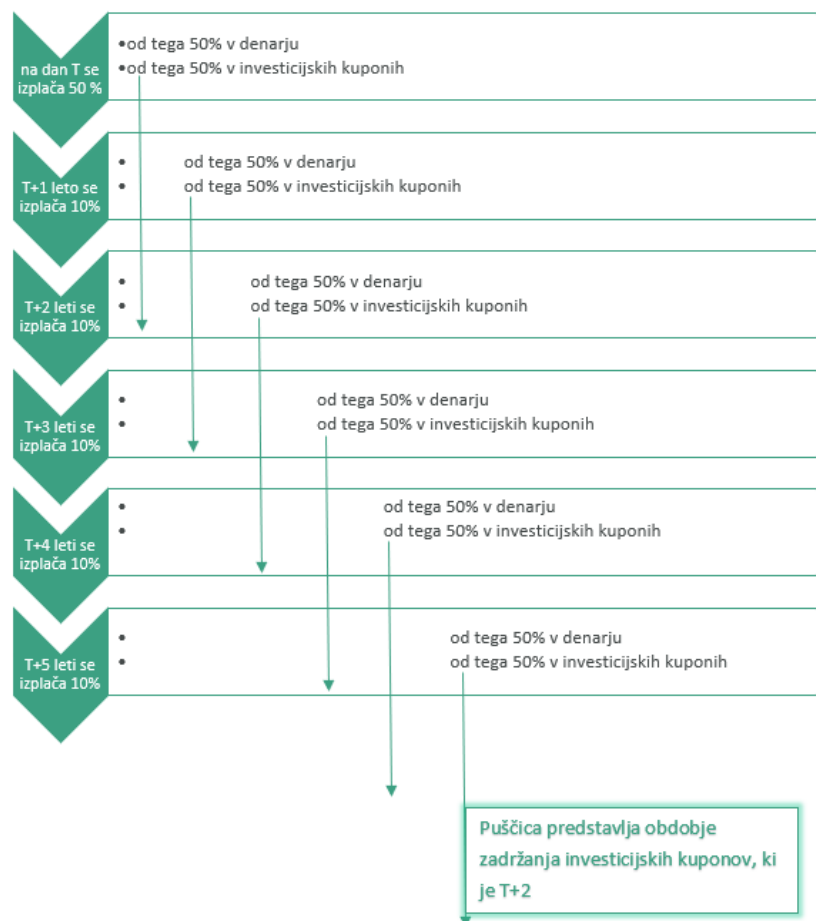 na dan T se
izplača 50 %
•od tega 50% v denarju
•od tega 50% v investicijskih kuponih
T+1 leto se
izplača 10%
• od tega 50% v denarju
• od tega 50% v investicijskih kuponih
T+2 leti se
izplača 10%
• od tega 50% v denarju
• od tega 50% v investicijskih kuponih
T+3 leti se
izplača 10%
• od tega 50% v denarju
• od tega 50% v investicijskih kuponih
T+4 leti se
izplača 10%
• od tega 50% v denarju
• od tega 50% v investicijskih kuponih
T+5 leti se
izplača 10%
• od tega 50% v denarju
• od tega 50% v investicijskih kuponih
Puščica predstavlja obdobje
zadržanja investicijskih kuponov, ki
je T+2